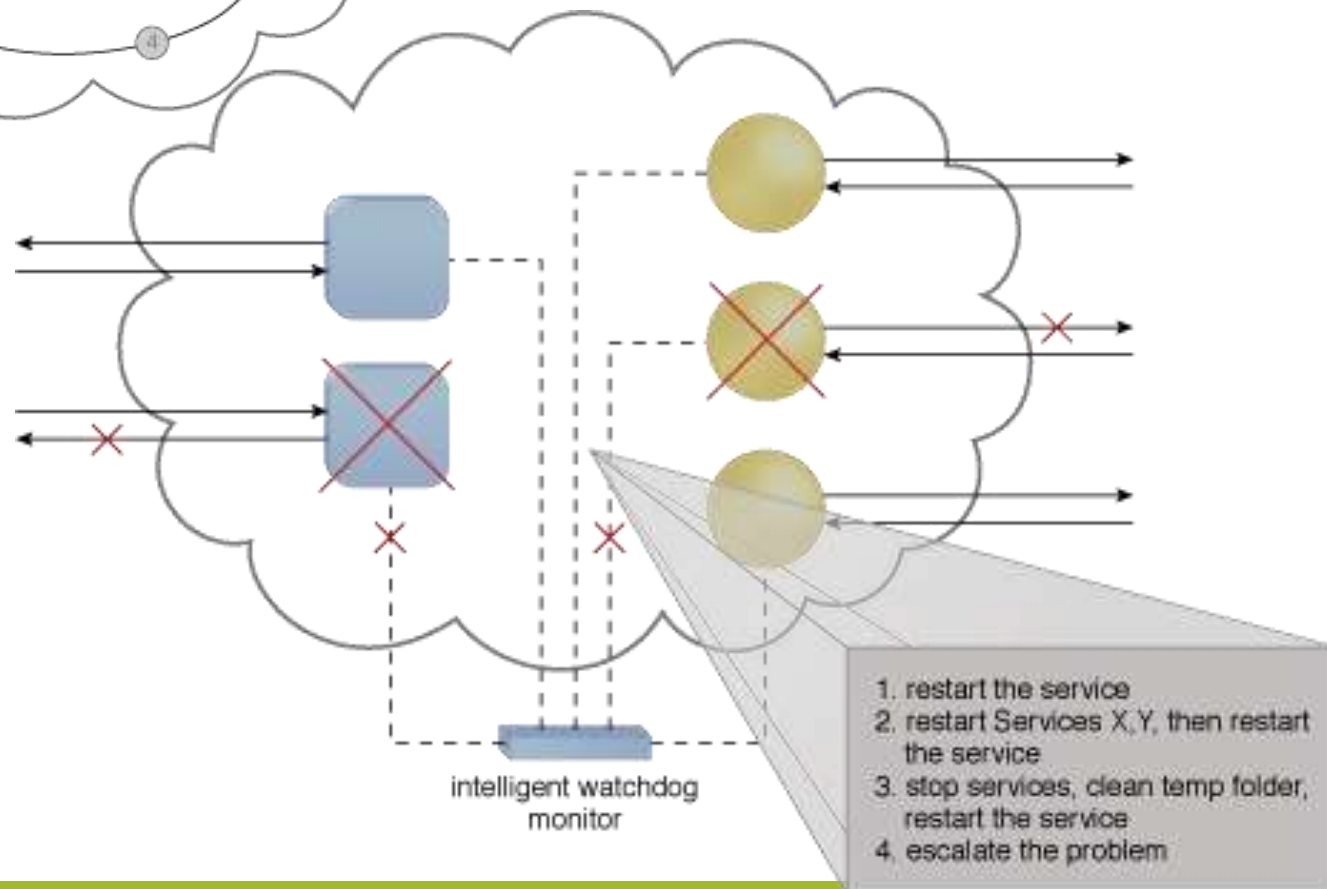 4
intelligent watchdog
monitor
1. restart the service
2. restart Services X,Y, then restart
the service
3. stop services, clean temp folder,
restart the service
4. escalate the problem